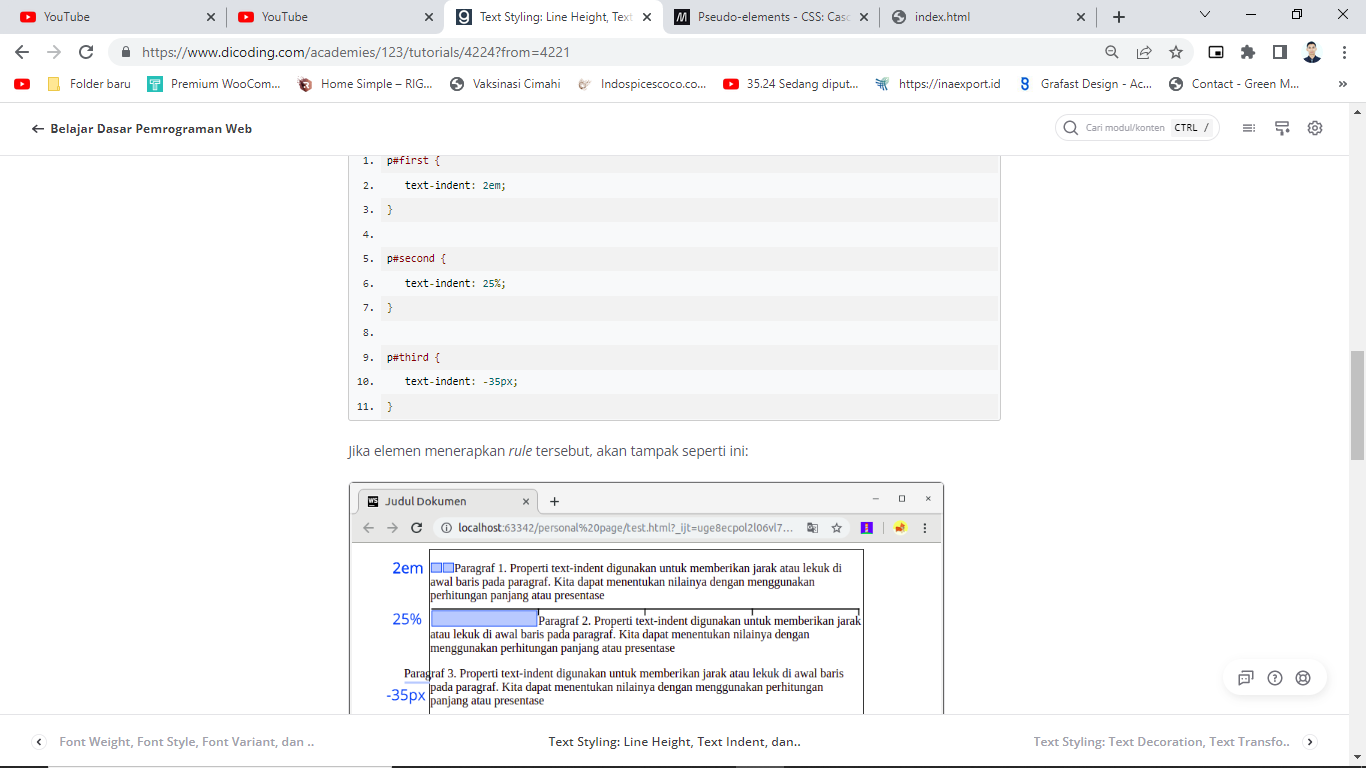 YouTube
YouTube
Text Styling: Line Height, Text
Pseudo-elements - CSS: Casc
index.html
https://www.dicoding.com/academies/123/tutorials/4224?from=4221
Folder baru
Premium WooCom...
Home Simple – RIG...
Vaksinasi Cimahi
Indospicescoco.co...
35.24 Sedang diput...
https://inaexport.id
Grafast Design - Ac...
Contact - Green M...
»
Belajar Dasar Pemrograman Web
Cari modul/konten CTRL /
1. p#first {
2. text-indent: 2em;
3. }
4.
5. p#second {
6. text-indent: 25%;
7. }
8.
9. p#third {
10. text-indent: -35px;
11. }
Jika elemen menerapkan rule tersebut, akan tampak seperti ini:
WS Judul Dokumen
localhost:63342/personal%20page/test.html?_ijt=uge8ecpol2l06vl7...
2em Paragraf 1. Properti text-indent digunakan untuk memberikan jarak atau lekuk di
awal baris pada paragraf. Kita dapat menentukan nilainya dengan menggunakan
perhitungan panjang atau presentase
25% Paragraf 2. Properti text-indent digunakan untuk memberikan jarak
atau lekuk di awal baris pada paragraf. Kita dapat menentukan nilainya dengan
menggunakan perhitungan panjang atau presentase
Paragraf 3. Properti text-indent digunakan untuk memberikan jarak atau lekuk di awal baris
-35px pada paragraf. Kita dapat menentukan nilainya dengan menggunakan perhitungan
panjang atau presentase
Font Weight, Font Style, Font Variant, dan ..
Text Styling: Line Height, Text Indent, dan..
Text Styling: Text Decoration, Text Transfo..